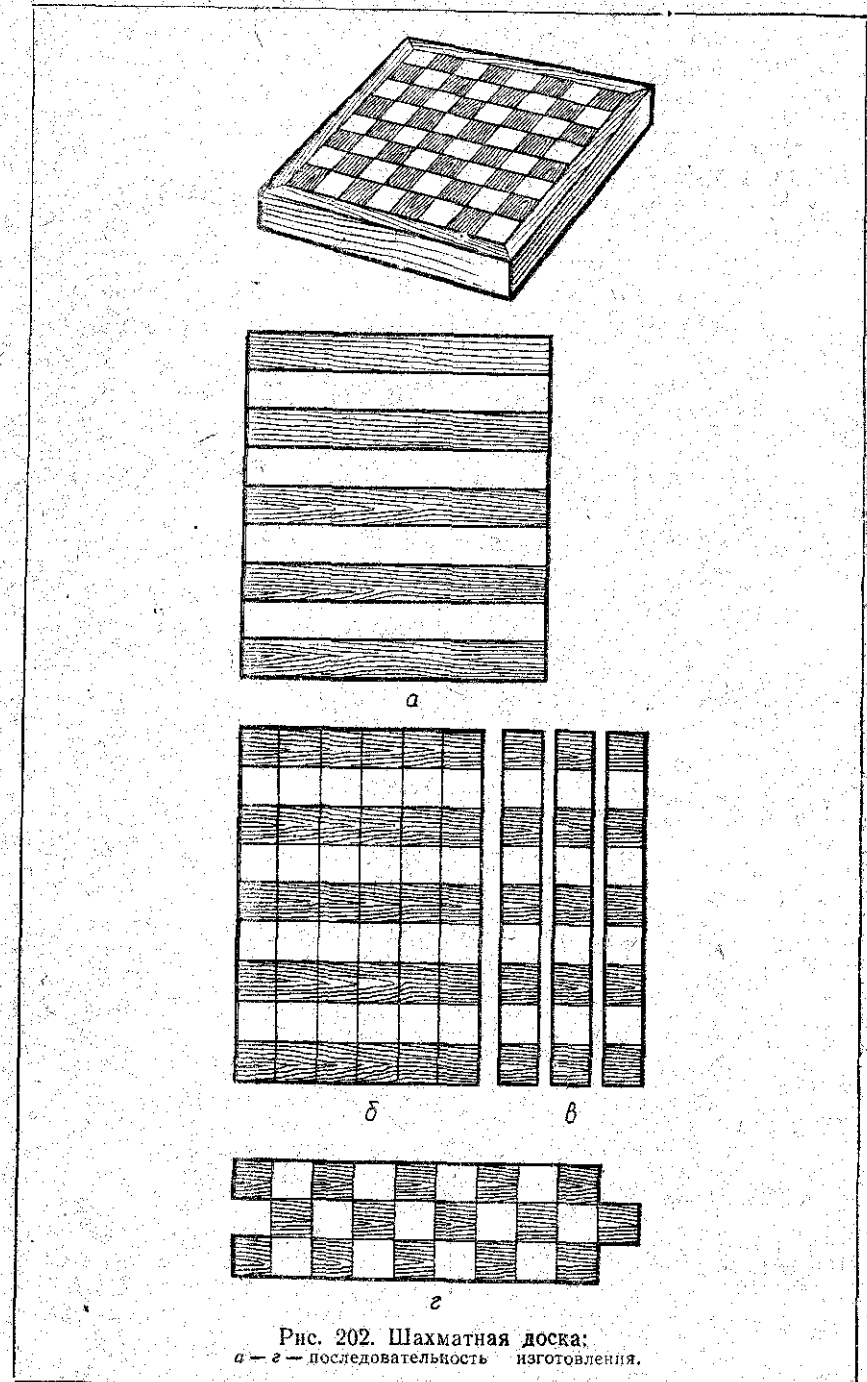 а
б
в
г
Рис. 202. Шахматная доска:
а — г — последовательность изготовления.